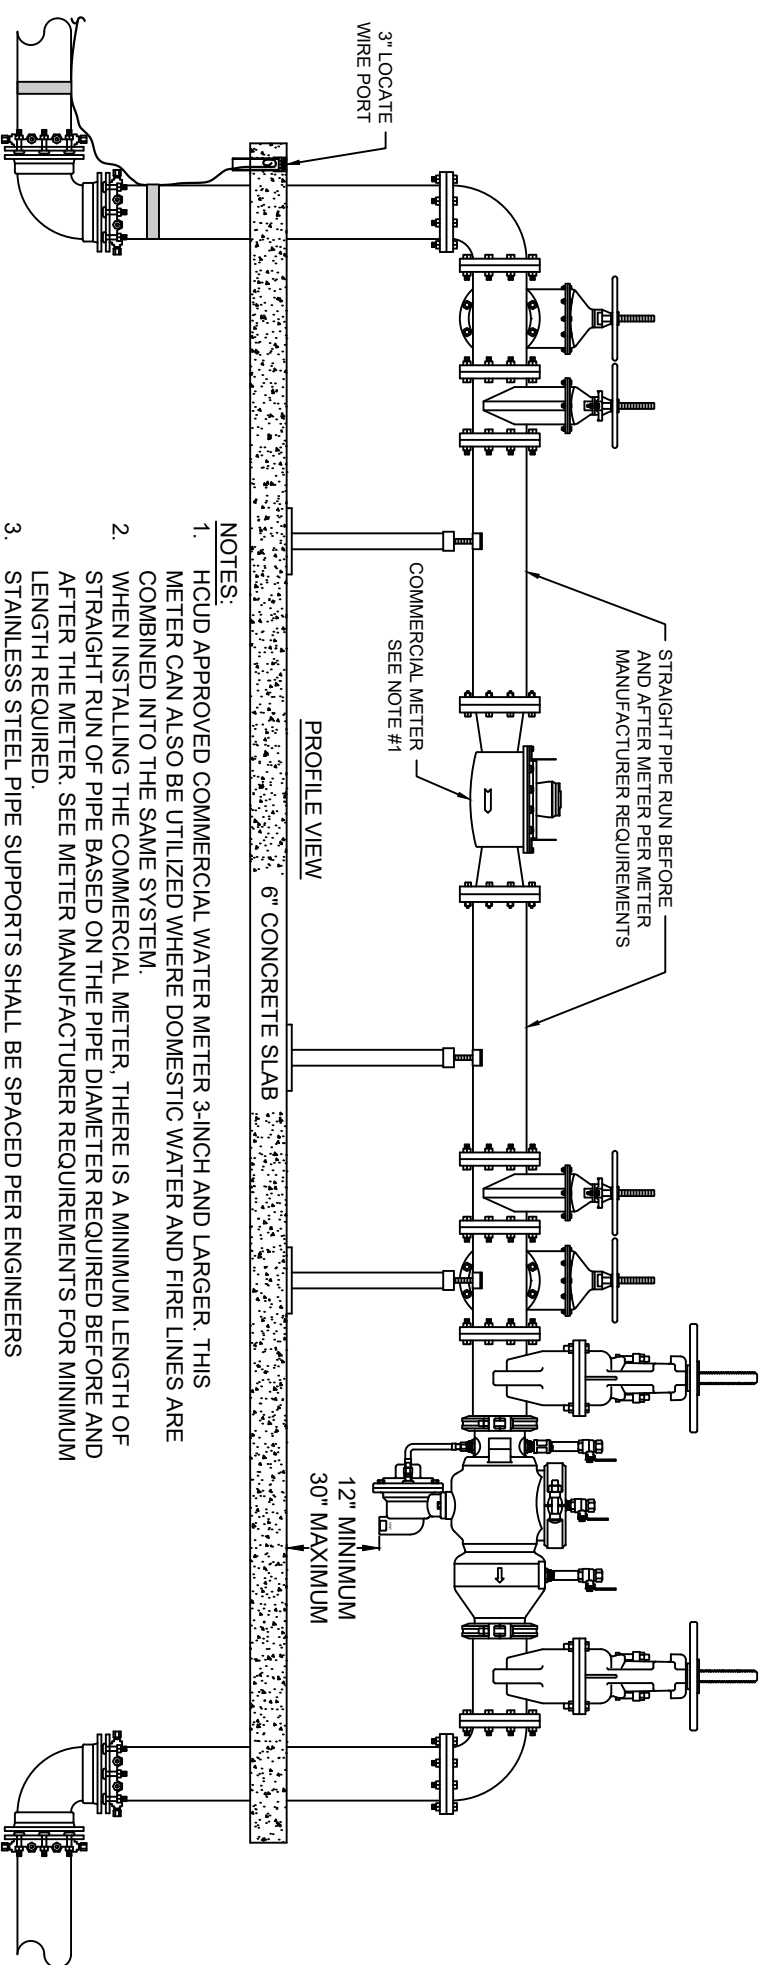 STRAIGHT PIPE RUN BEFORE
AND AFTER METER PER METER
MANUFACTURER REQUIREMENTS
3" LOCATE
WIRE PORT
COMMERCIAL METER
SEE NOTE #1
12" MINIMUM
30" MAXIMUM
PROFILE VIEW
6" CONCRETE SLAB
NOTES:
1. HCUD APPROVED COMMERCIAL WATER METER 3-INCH AND LARGER. THIS
METER CAN ALSO BE UTILIZED WHERE DOMESTIC WATER AND FIRE LINES ARE
COMBINED INTO THE SAME SYSTEM.
2. WHEN INSTALLING THE COMMERCIAL METER, THERE IS A MINIMUM LENGTH OF
STRAIGHT RUN OF PIPE BASED ON THE PIPE DIAMETER REQUIRED BEFORE AND
AFTER THE METER. SEE METER MANUFACTURER REQUIREMENTS FOR MINIMUM
LENGTH REQUIRED.
3. STAINLESS STEEL PIPE SUPPORTS SHALL BE SPACED PER ENGINEERS